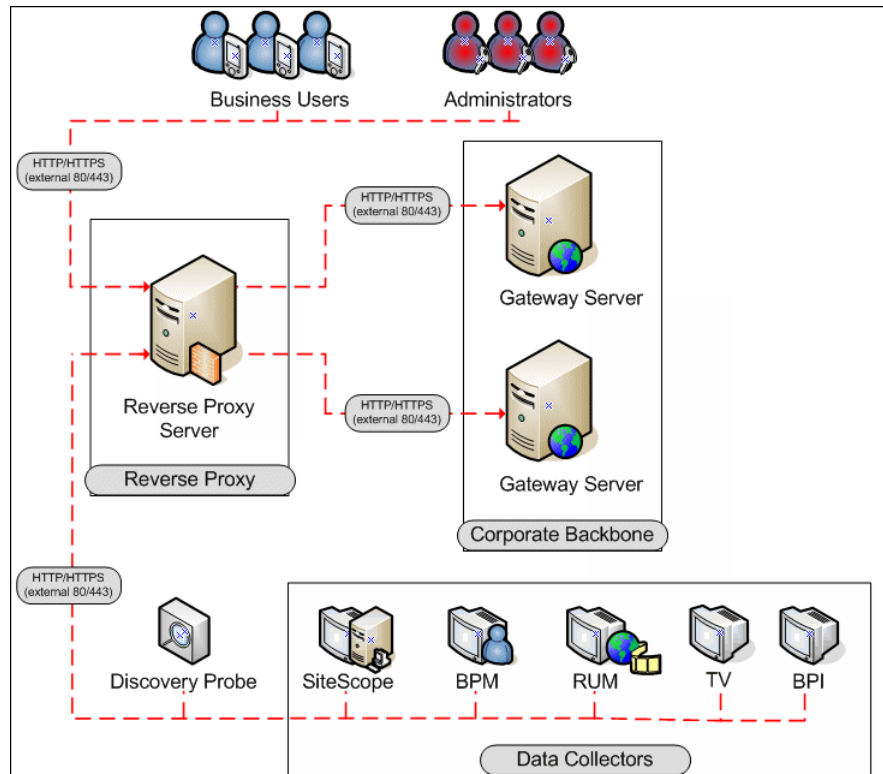 Business Users
Administrators
HTTP/HTTPS
(external 80/443)
HTTP/HTTPS
(external 80/443)
Gateway Server
Reverse Proxy
Server
Reverse Proxy
HTTP/HTTPS
(external 80/443)
Gateway Server
Corporate Backbone
HTTP/HTTPS
(external 80/443)
Discovery Probe
SiteScope
BPM
RUM
TV
BPI
Data Collectors